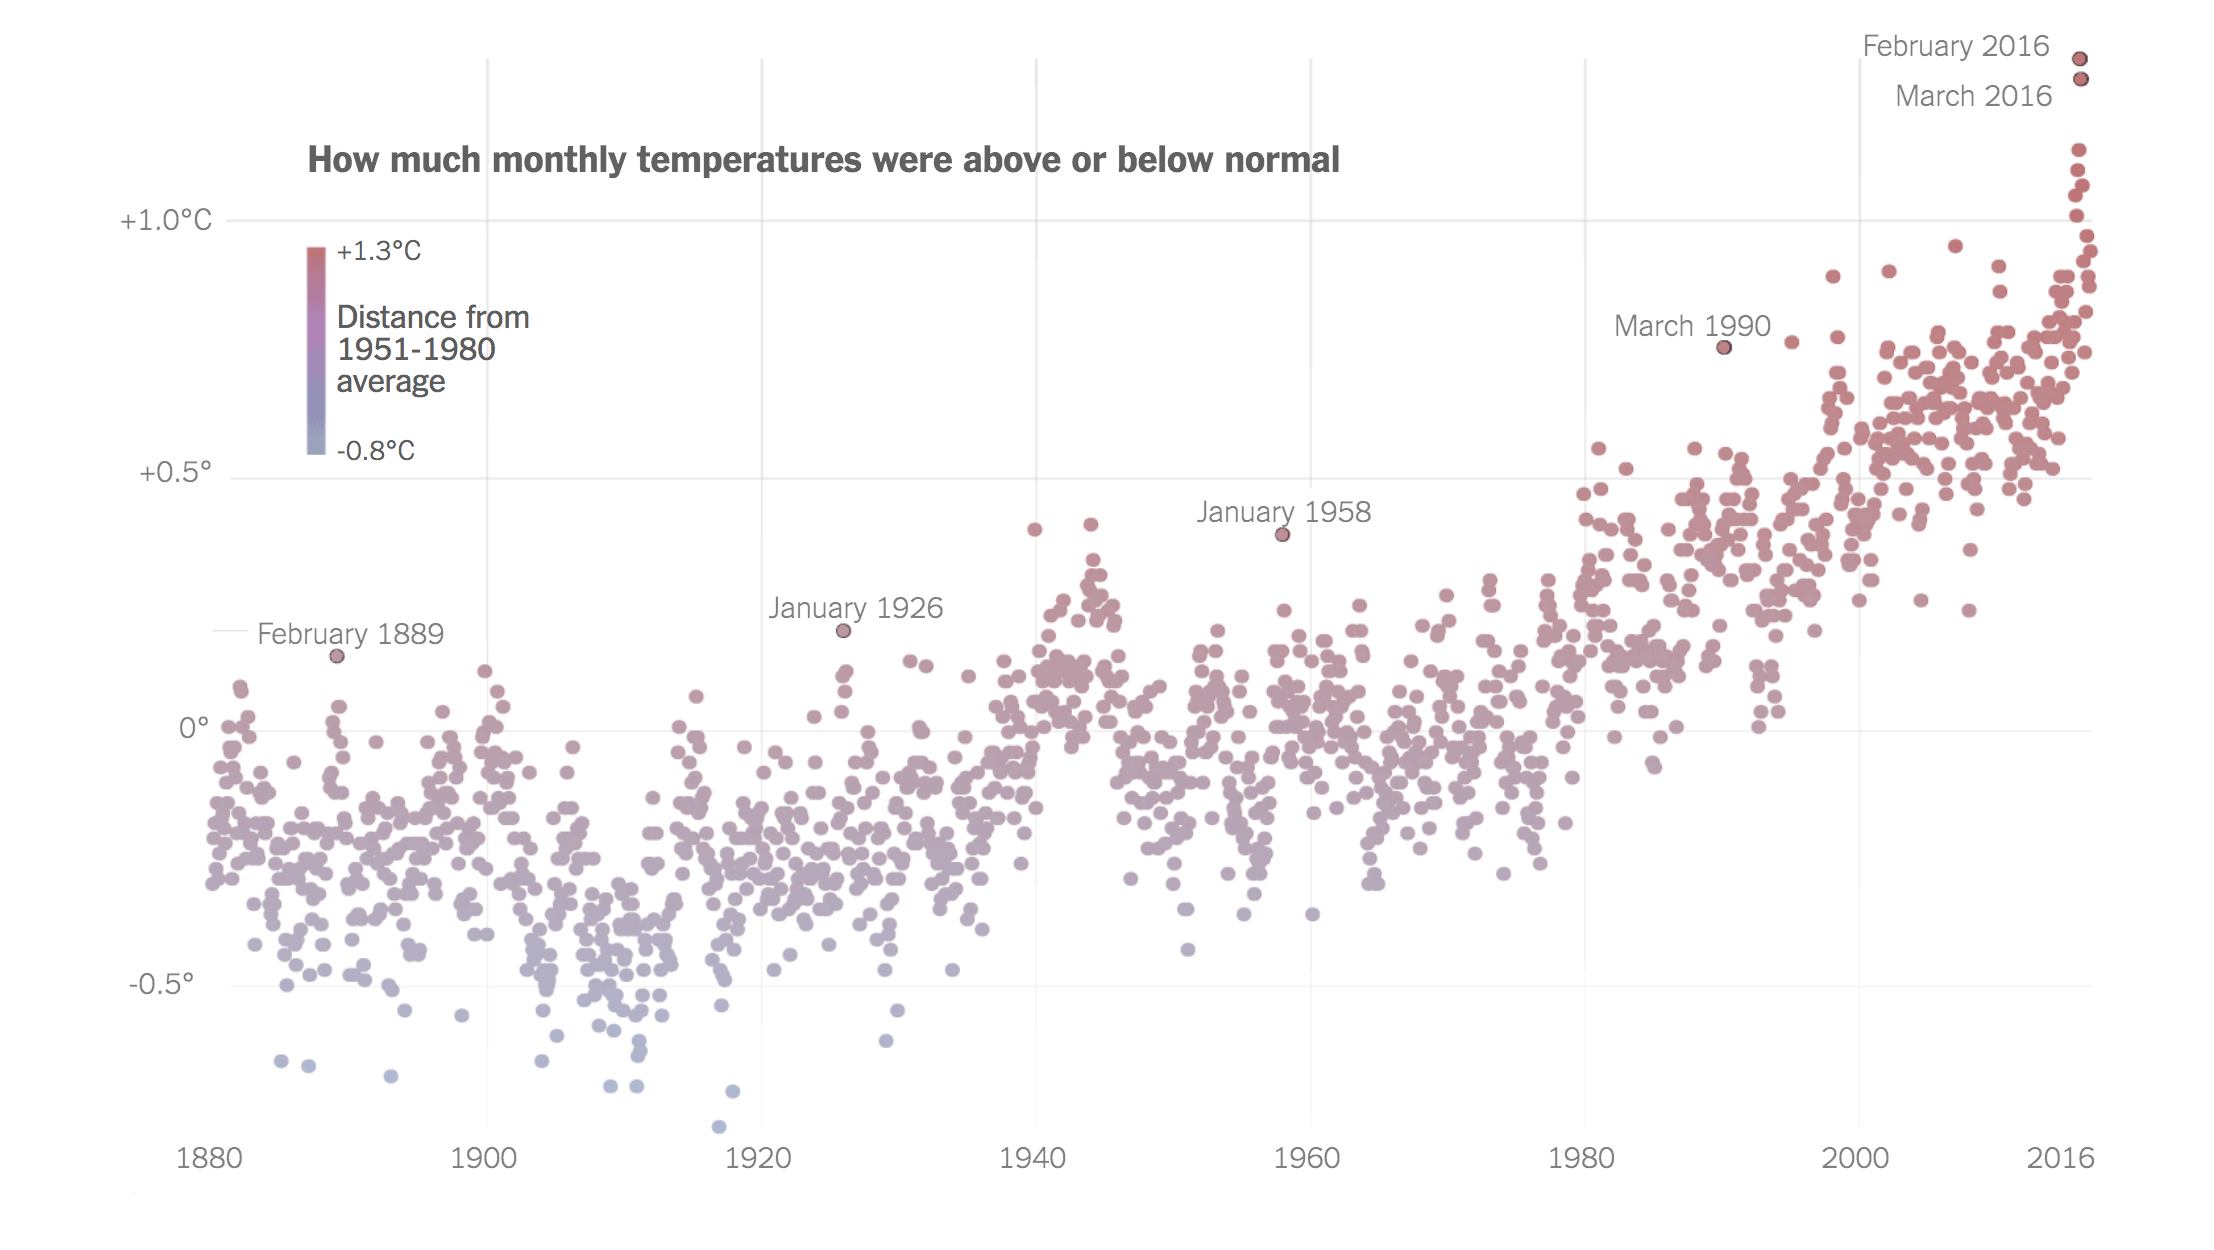 February 2016
March 2016
How much monthly temperatures were above or below normal
+1.0°C
+1.3°C
Distance from
1951-1980
average
-0.8°C
March 1990
+0.5°
January 1958
January 1926
February 1889
0°
-0.5°
1880 1900 1920 1940 1960 1980 2000 2016